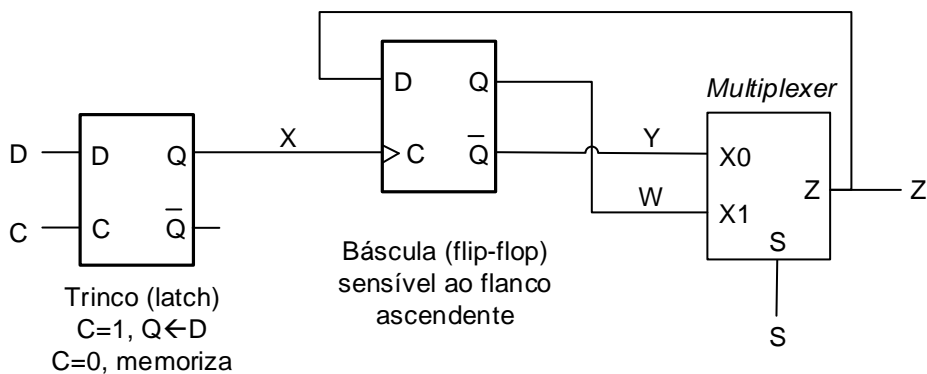 D
C
D
Q
C
Q̅
Trinco (latch)
C=1, Q←D
C=0, memoriza
X
D
Q
C
Q̅
Báscula (flip-flop)
sensível ao flanco
ascendente
Y
W
Multiplexer
X0
X1
Z
S
Z
S